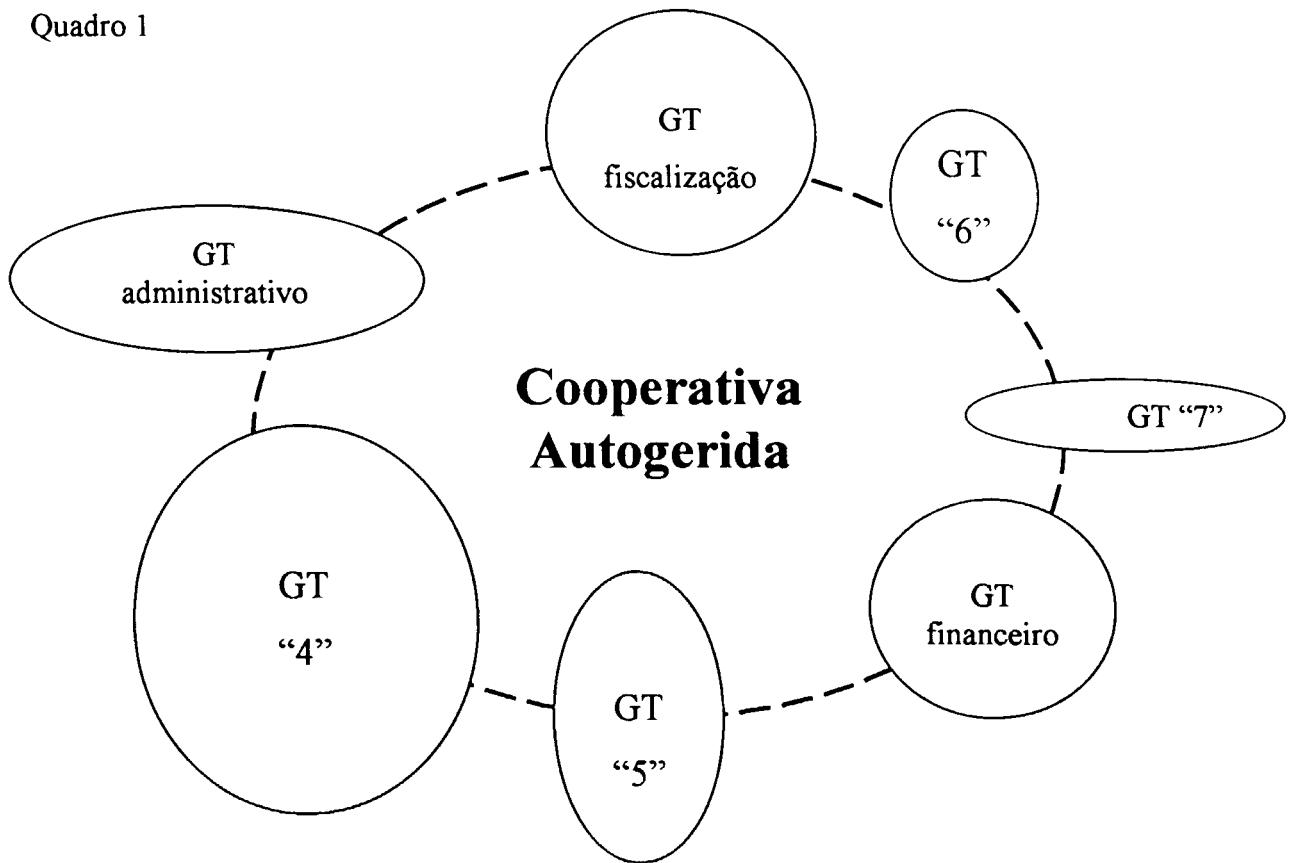 Quadro 1
GT
fiscalização
GT
“6”
GT
administrativo
Cooperativa
Autogerida
GT “7”
GT
“4”
GT
financeiro
GT
“5”